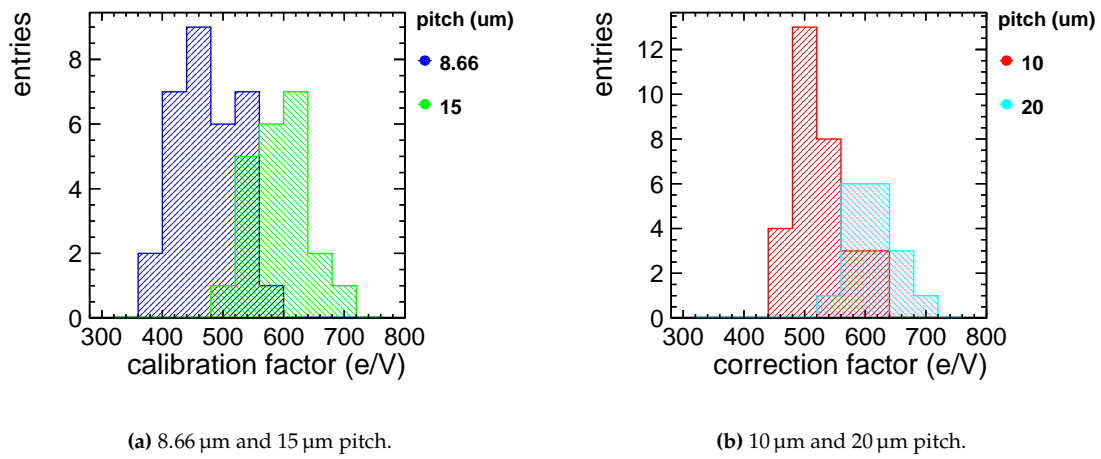 entries
8
6
4
2
0
300 400 500 600 700 800
calibration factor (e/V)
pitch (um)
8.66
15
(a) 8.66 µm and 15 µm pitch.
entries
12
10
8
6
4
2
0
300 400 500 600 700 800
correction factor (e/V)
pitch (um)
10
20
(b) 10 µm and 20 µm pitch.